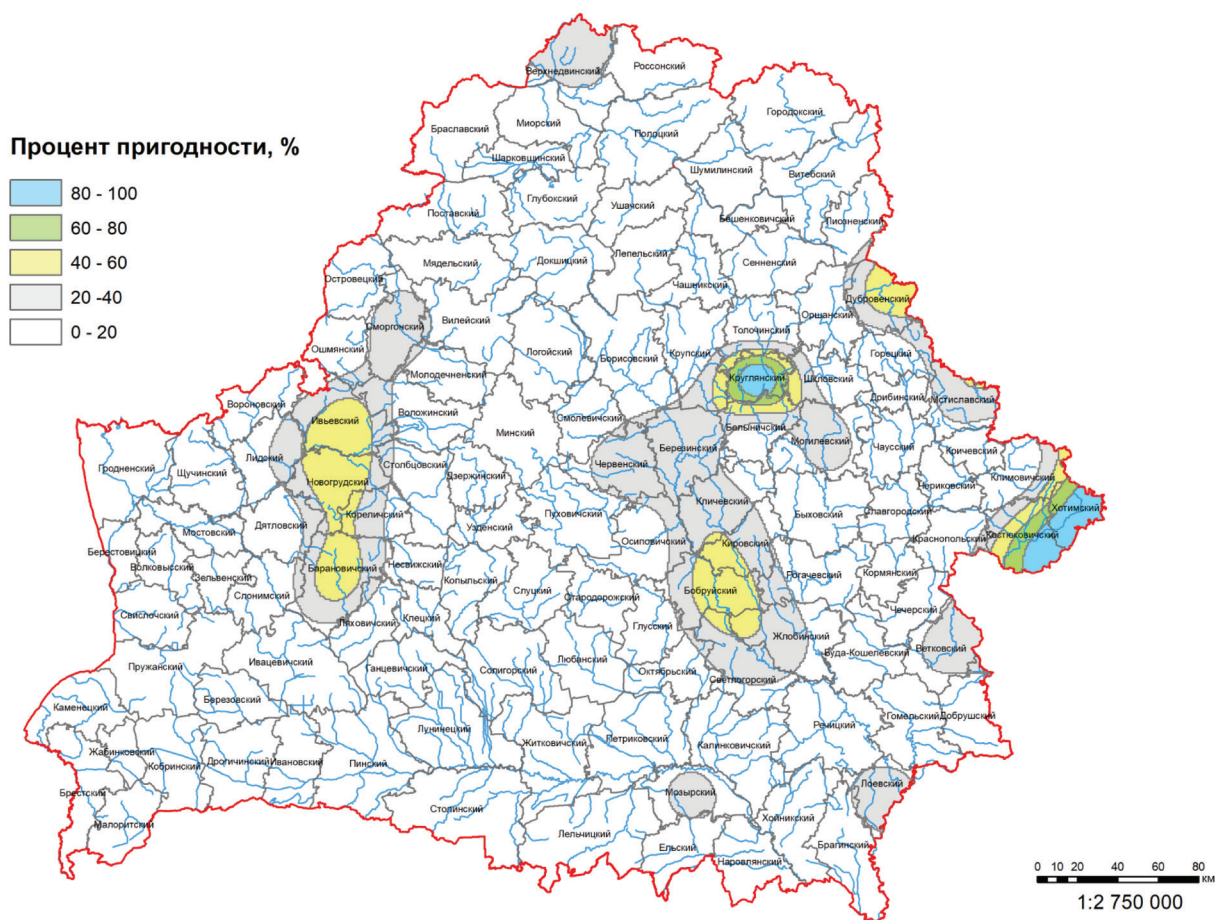 Процент пригодности, %
80 - 100
60 - 80
40 - 60
20 -40
0 - 20
Верхнедвинский
Россонский
Городокский
Миорский
Браславский
Полоцкий
Шарковщинский
Шумилинский
Витебский
Глубокский
Ушачский
Поставский
Бешенковичский
Лиозненский
Лепельский
Докшицкий
Сенненский
Мядельский
Островецкий
Чашникский
Дубровенский
Оршанский
Вилейский
Сморгонский
Толочинский
Ошмянский
Логойский
Борисовский
Крупский
Горецкий
Молодечненский
Круглянский
Шкловский
Мстиславский
Дрибинский
Вороновский
Воложинский
Ивьевский
Смолевичский
Белыничский
Минский
Могилевский
Чаусский
Березинский
Кричевский
Лидский
Гродненский
Щучинский
Столбцовский
Червенский
Климовичский
Дзержинский
Новогрудский
Чериковский
Кличевский
Хотимский
Кореличский
Пуховичский
Быховский
Славгородский
Дятловский
Узденский
Мостовский
Краснопольский
Костюковичский
Осиповичский
Кировский
Берестовицкий
Волковысский
Барановичский
Несвижский
Зельвенский
Копыльский
Рогачевский
Кормянский
Слуцкий
Бобруйский
Слонимский
Стародорожский
Чечерский
Свислочский
Ляховичский
Клецкий
Глусский
Жлобинский
Ветковский
Буда-Кошелевский
Ивацевичский
Любанский
Пружанский
Ганцевичский
Солигорский
Октябрьский
Светлогорский
Березовский
Каменецкий
Гомельский
Добрушский
Речицкий
Лунинецкий
Житковичский
Петриковский
Калинковичский
Жабинковский
Кобринский
Дрогичинский
Ивановский
Пинский
Брестский
Мозырский
Лоевский
Столинский
Малоритский
Хойникский
Лельчицкий
Ельский
Брагинский
Наровлянский
0 10 20 40 60 80
КМ
1:2 750 000